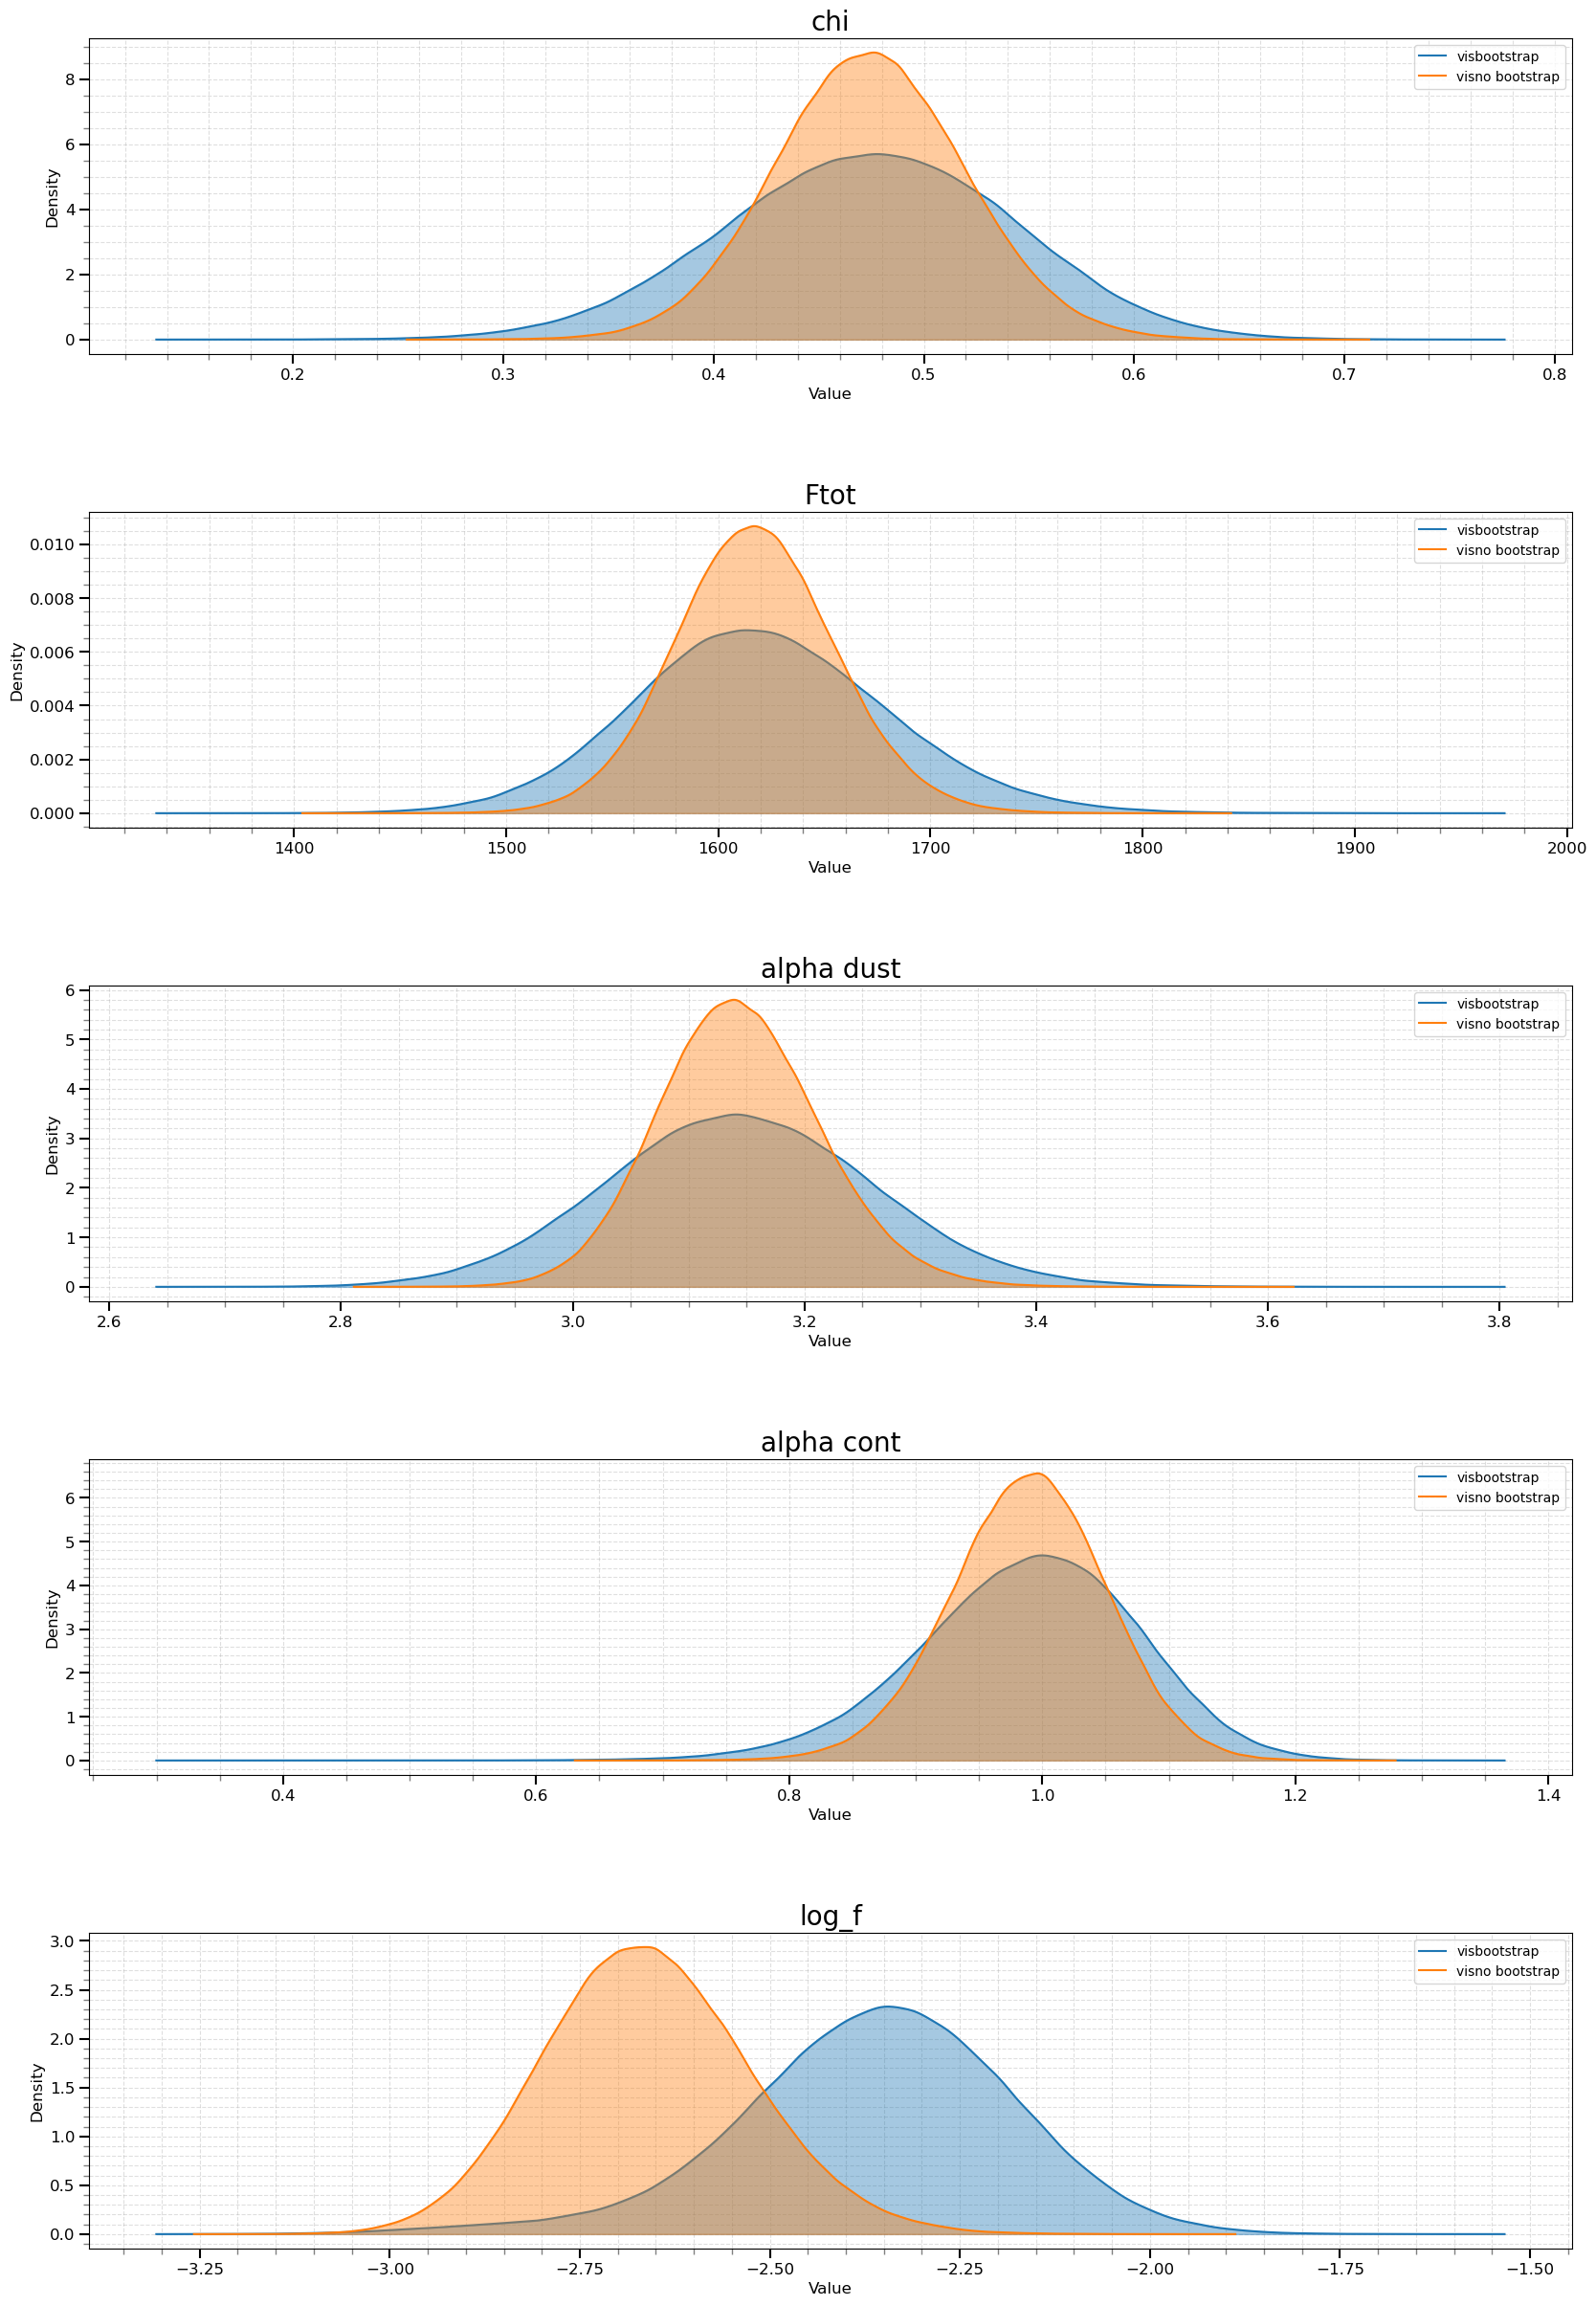 chi
visbootstrap
visno bootstrap
8
6
4
2
0
Density
0.2 0.3 0.4 0.5 0.6 0.7 0.8
Value
Ftot
visbootstrap
visno bootstrap
0.010
0.008
0.006
0.004
0.002
0.000
Density
1400 1500 1600 1700 1800 1900 2000
Value
alpha dust
visbootstrap
visno bootstrap
6
5
4
3
2
1
0
Density
2.6 2.8 3.0 3.2 3.4 3.6 3.8
Value
alpha cont
visbootstrap
visno bootstrap
6
5
4
3
2
1
0
Density
0.4 0.6 0.8 1.0 1.2 1.4
Value
log_f
visbootstrap
visno bootstrap
3.0
2.5
2.0
1.5
1.0
0.5
0.0
Density
−3.25 −3.00 −2.75 −2.50 −2.25 −2.00 −1.75 −1.50
Value